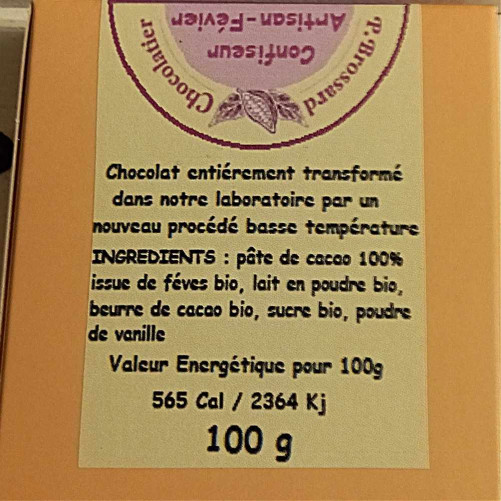 Artisan-Févier
Confiseur
P.Brossard
Chocolatier
Chocolat entiérement transformé
dans notre laboratoire par un
nouveau procédé basse température
INGREDIENTS : pâte de cacao 100%
issue de féves bio, lait en poudre bio,
beurre de cacao bio, sucre bio, poudre
de vanille
Valeur Energétique pour 100g
565 Cal / 2364 Kj
100 g